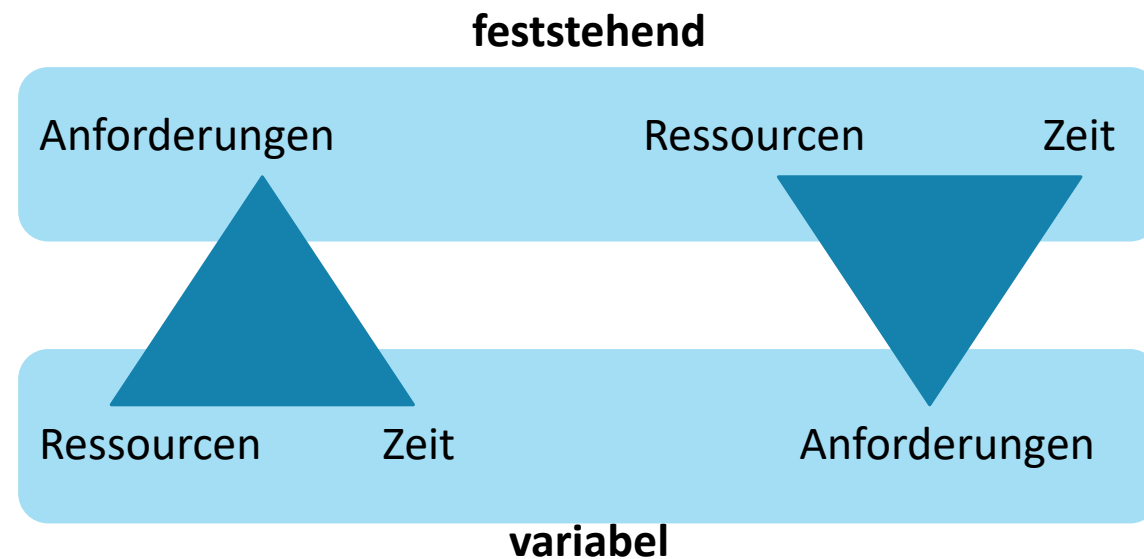 feststehend
Anforderungen Ressourcen Zeit
Ressourcen Zeit Anforderungen
variabel